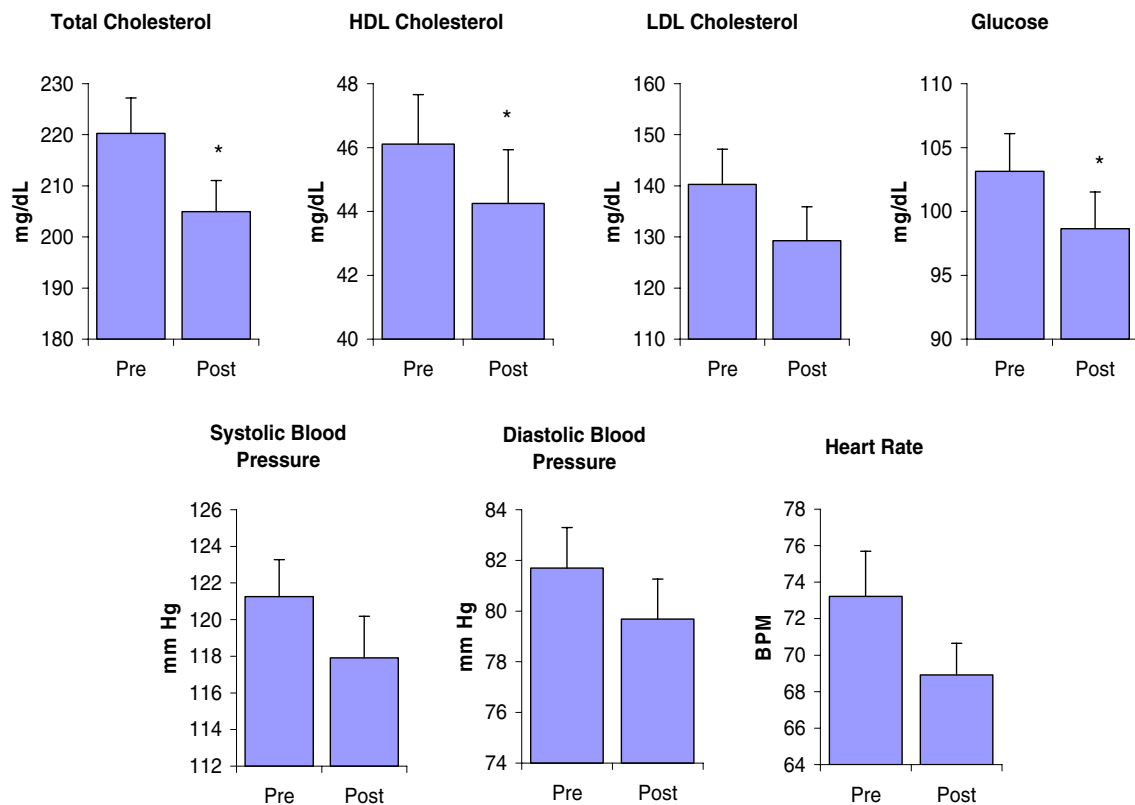 Total Cholesterol
HDL Cholesterol
LDL Cholesterol
Glucose
230
220
210
200
190
180
mg/dL
*
Pre
Post
48
46
44
42
40
mg/dL
*
Pre
Post
160
150
140
130
120
110
mg/dL
Pre
Post
110
105
100
95
90
mg/dL
*
Pre
Post
Systolic Blood
Pressure
126
124
122
120
118
116
114
112
mm Hg
Pre
Post
Diastolic Blood
Pressure
84
82
80
78
76
74
mm Hg
Pre
Post
Heart Rate
78
76
74
72
70
68
66
64
BPM
Pre
Post